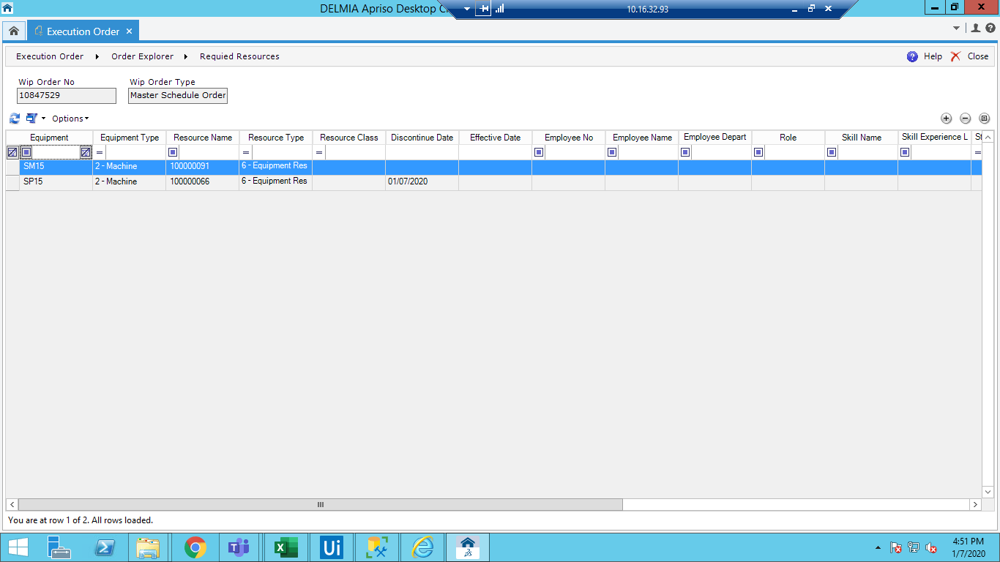 DELMIA Apriso Desktop C
10.16.32.93
Execution Order
Execution Order
Order Explorer
Requied Resources
Help
Close
Wip Order No
Wip Order Type
10847529
Master Schedule Order
Options
Equipment
Equipment Type
Resource Name
Resource Type
Resource Class
Discontinue Date
Effective Date
Employee No
Employee Name
Employee Depart
Role
Skill Name
Skill Experience L
St
=
=
=
=
SM15
2 - Machine
100000091
6 - Equipment Res
SP15
2 - Machine
100000066
6 - Equipment Res
01/07/2020
You are at row 1 of 2. All rows loaded.
Ui
4:51 PM
1/7/2020